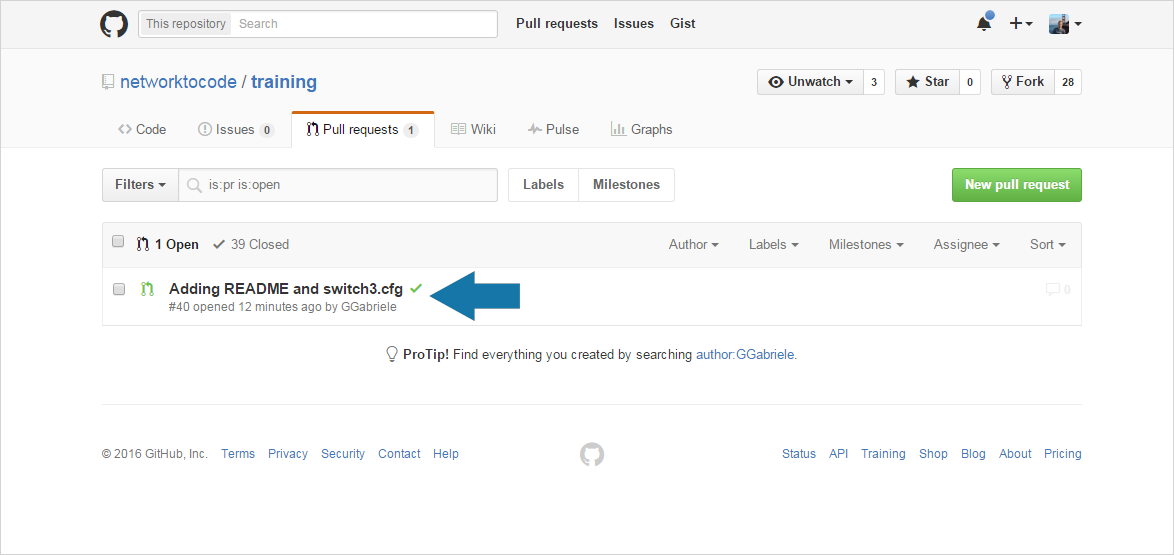 This repository Search Pull requests Issues Gist
networktocode / training Unwatch 3 Star 0 Fork 28
Code Issues 0 Pull requests 1 Wiki Pulse Graphs
Filters is:pr is:open Labels Milestones New pull request
1 Open 39 Closed Author Labels Milestones Assignee Sort
Adding README and switch3.cfg 0
#40 opened 12 minutes ago by GGabriele
ProTip! Find everything you created by searching author:GGabriele.
© 2016 GitHub, Inc. Terms Privacy Security Contact Help Status API Training Shop Blog About Pricing